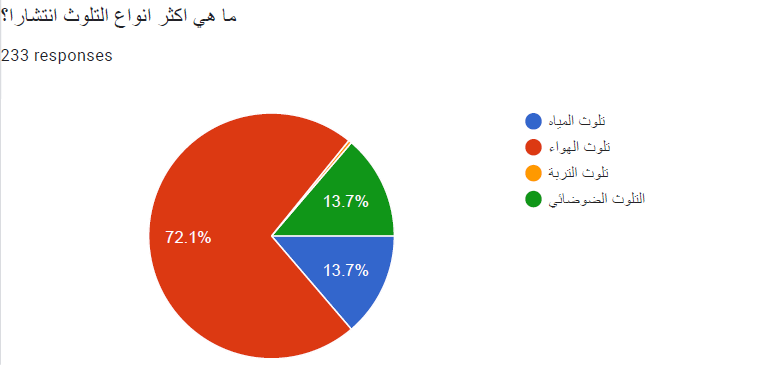 ما هي اكثر انواع التلوث انتشارا؟
233 responses
تلوث المياه
تلوث الهواء
تلوث التربة
التلوث الضوضائي
13.7%
72.1%
13.7%